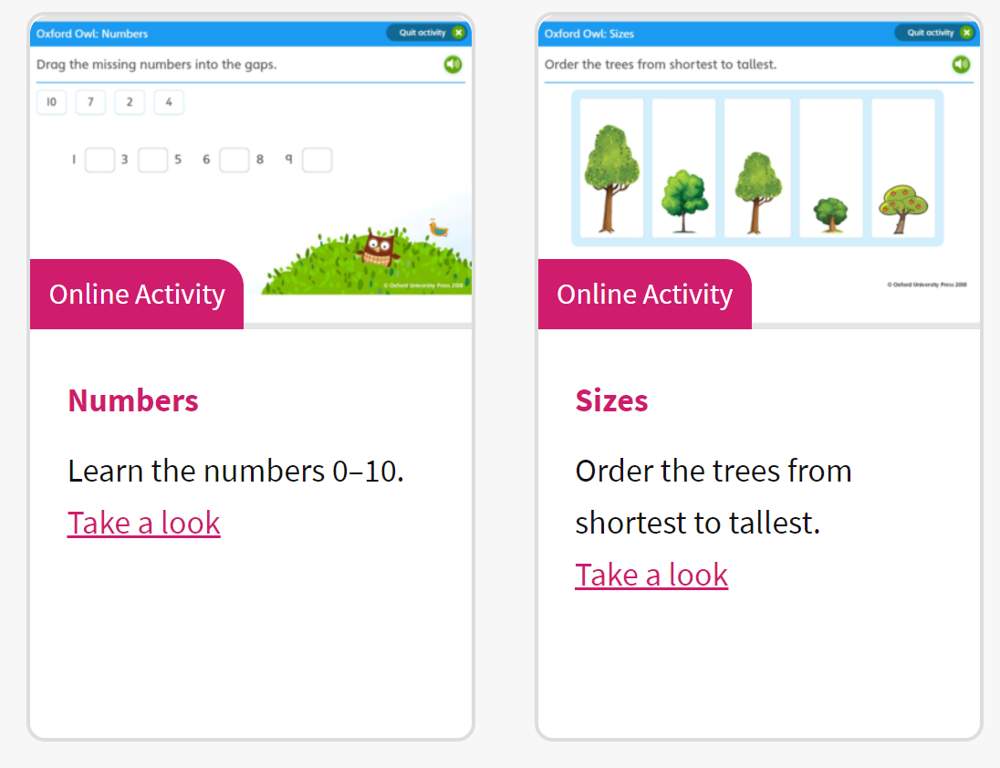 Oxford Owl: Numbers
Quit activity
Drag the missing numbers into the gaps.
10 7 2 4
1 3 5 6 8 9
© Oxford University Press 2018
Online Activity
Numbers
Learn the numbers 0–10.
Take a look
Oxford Owl: Sizes
Quit activity
Order the trees from shortest to tallest.
© Oxford University Press 2018
Online Activity
Sizes
Order the trees from
shortest to tallest.
Take a look